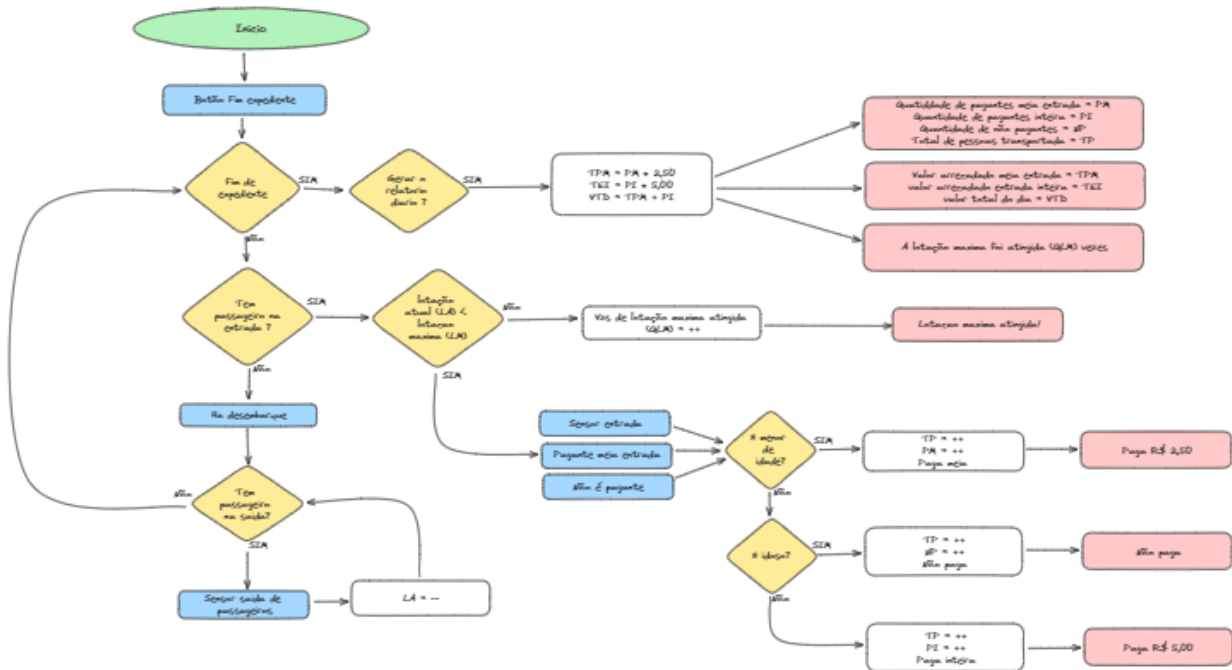 Inicio
Botão Fim expediente
Fim de
expediente
SIM
Gerar o
relatorio
diario ?
SIM
TPM = PM + 2,50
TEI = PI + 5,00
VTD = TPM + PI
Quatiddade de pagantes meia entrada = PM
Quantidade de pagantes inteira = PI
Quantidade de não pagantes = NP
Total de pessoas transportada = TP
Valor arrecadado meia entrada = TPM
valor arrecadado entrada inteira = TEI
valor total do dia = VTD
A lotação maxima foi atingida (QLM) vezes
Não
Tem
passageiro na
entrada ?
SIM
lotação
atual (LA) <
lotacao
maxima (LM)
Não
Vos de lotação maxima atingida
(QLM) = ++
Lotacao maxima atingida!
Não
SIM
Ha desembarque
Sensor entrada
Pagante meia entrada
Não é pagante
É menor
de
idade?
SIM
TP = ++
PM = ++
Paga meia
Paga R$ 2,50
Não
Não
Tem
passageiro
na saida?
SIM
É idoso?
SIM
TP = ++
NP = ++
Não paga
Não paga
Sensor saida de
passageiros
LA = --
Não
TP = ++
PI = ++
Paga inteira
Paga R$ 5,00